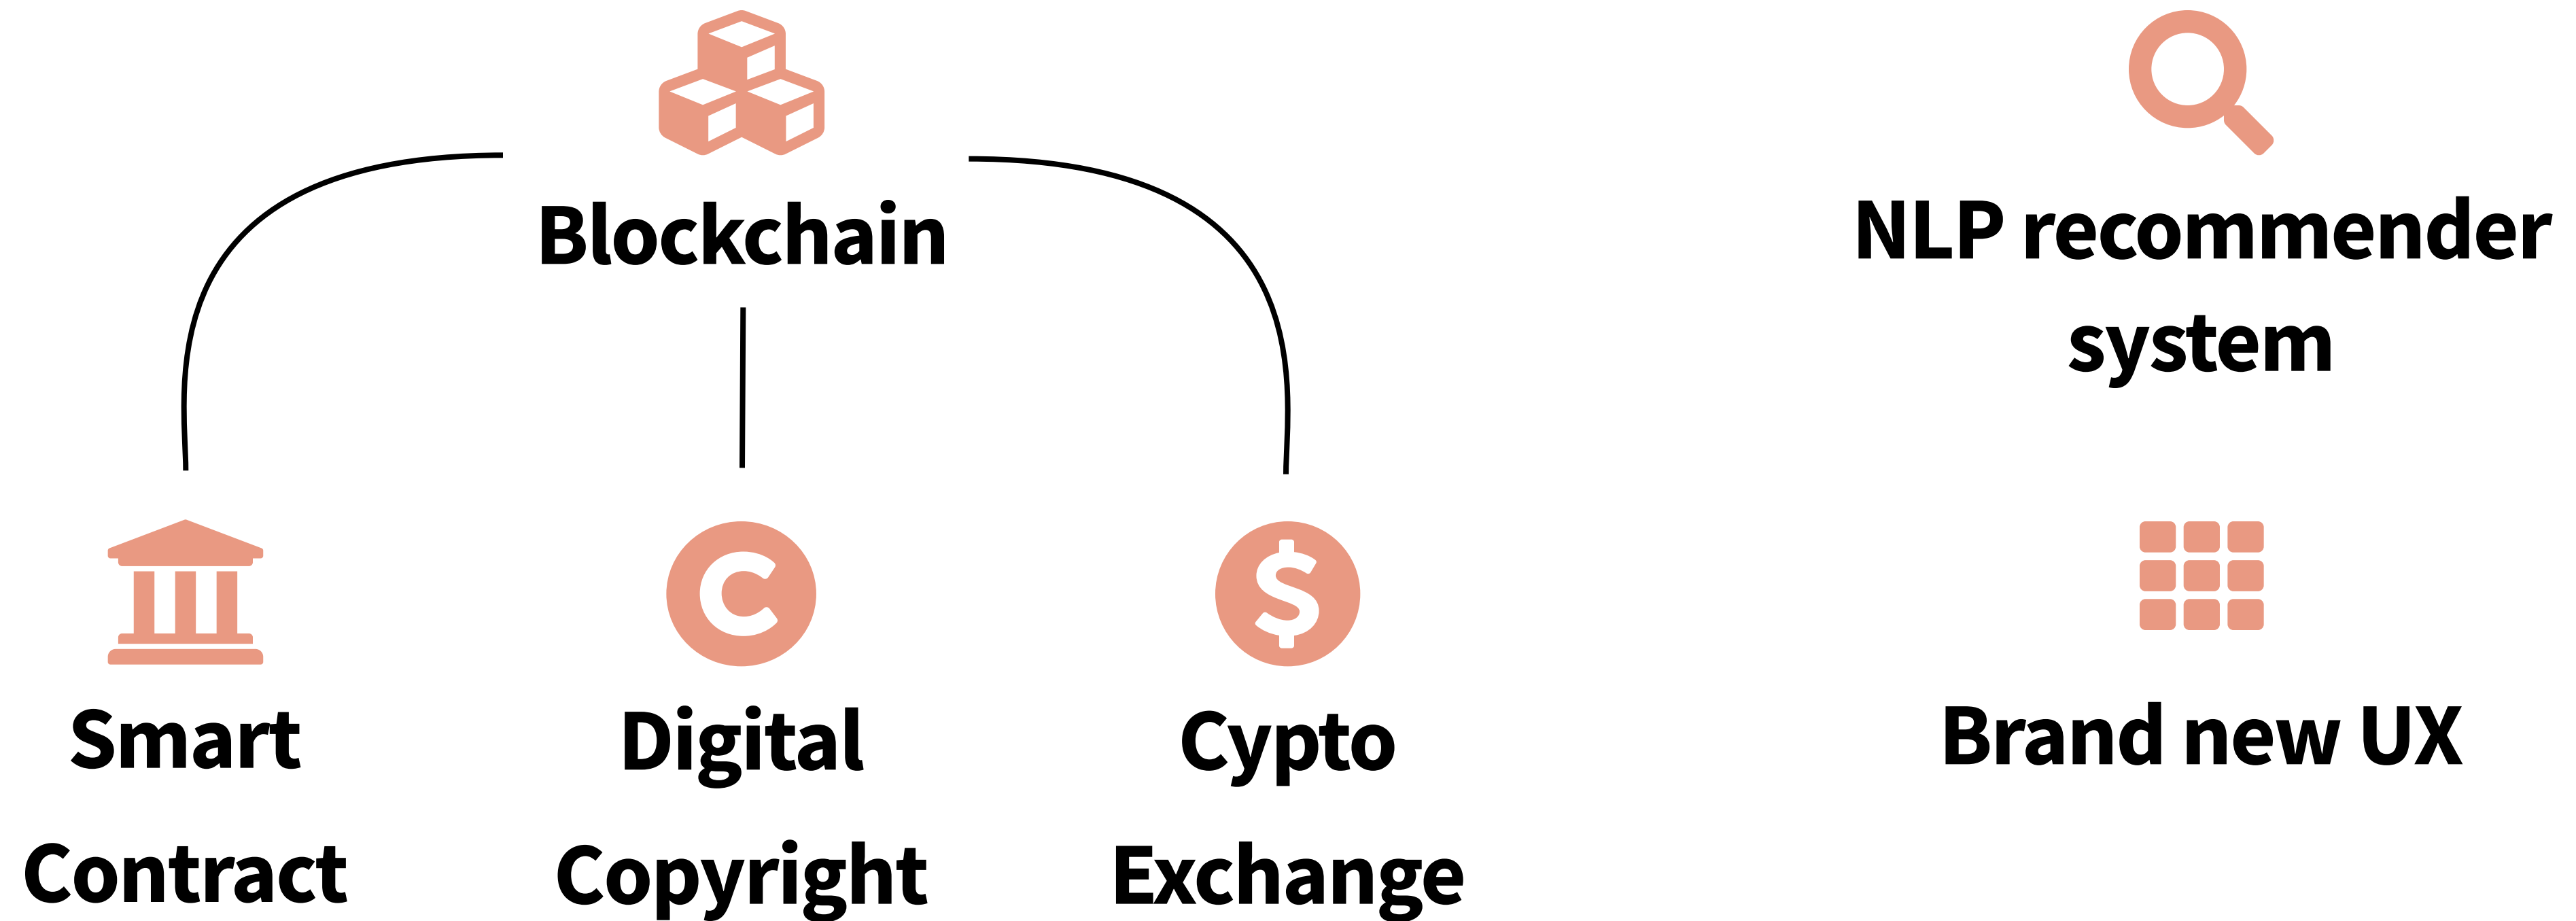 Blockchain
NLP recommender
system
Smart
Contract
Digital
Copyright
Cypto
Exchange
Brand new UX